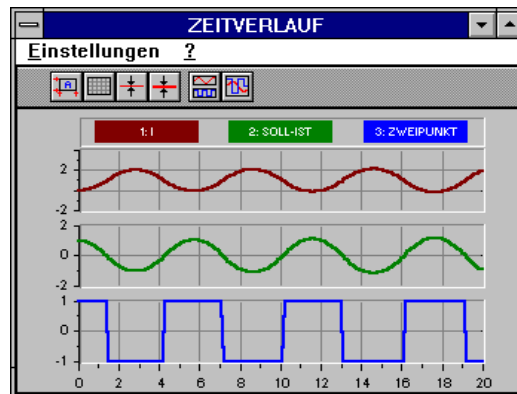 ZEITVERLAUF
Einstellungen ?
A
1: I 2: SOLL-IST 3: ZWEIPUNKT
2
-2
2
0
-2
1
0
-1
0 2 4 6 8 10 12 14 16 18 20